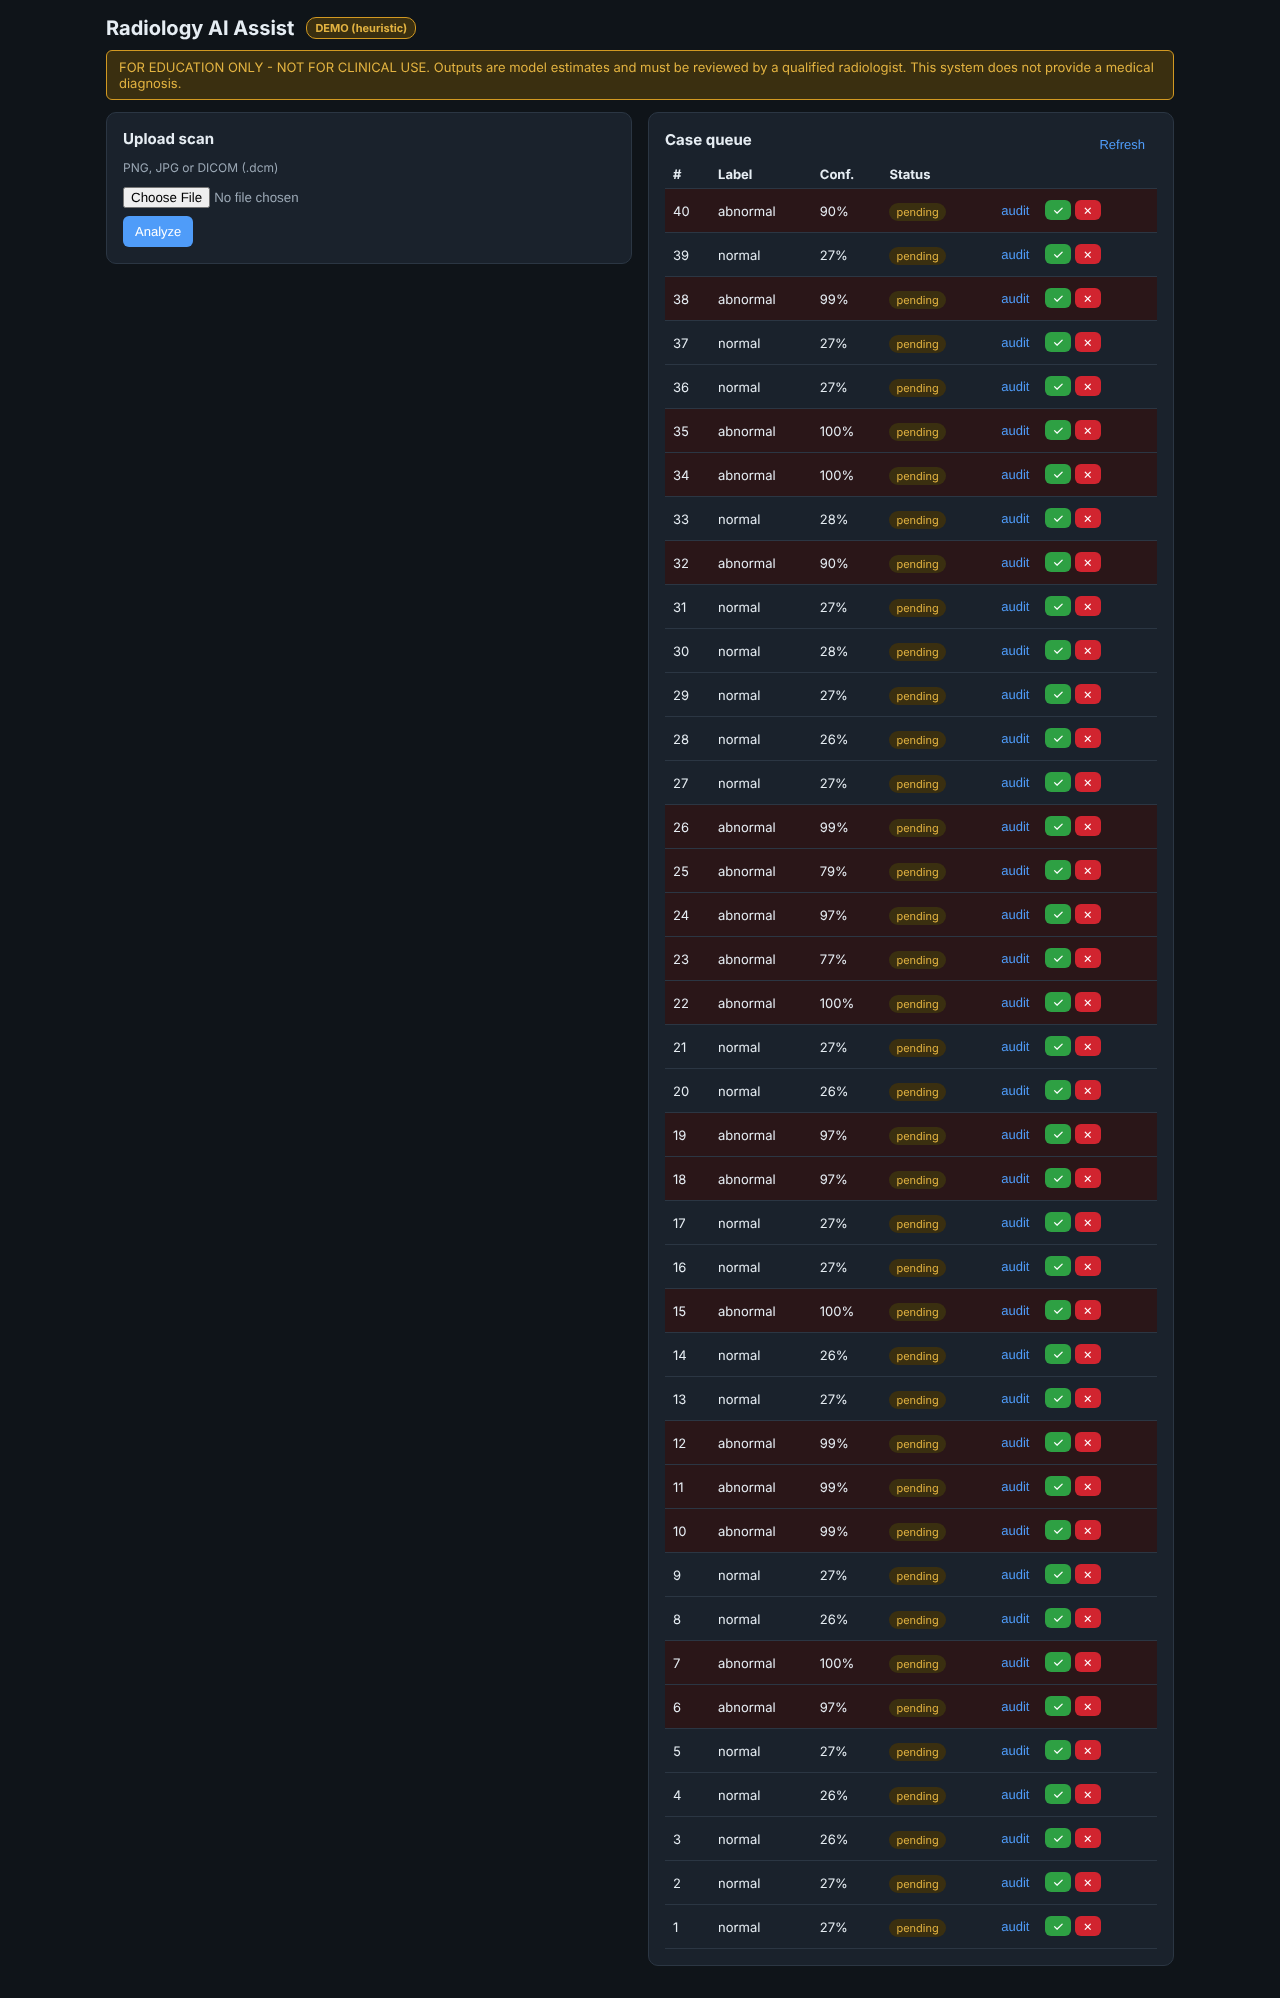 Radiology AI Assist DEMO (heuristic)
FOR EDUCATION ONLY - NOT FOR CLINICAL USE. Outputs are model estimates and must be reviewed by a qualified radiologist. This system does not provide a medical
diagnosis.
Upload scan
PNG, JPG or DICOM (.dcm)
Choose File No file chosen
Analyze
Case queue
Refresh
# Label Conf. Status
40 abnormal 90% pending audit ✓ ✕
39 normal 27% pending audit ✓ ✕
38 abnormal 99% pending audit ✓ ✕
37 normal 27% pending audit ✓ ✕
36 normal 27% pending audit ✓ ✕
35 abnormal 100% pending audit ✓ ✕
34 abnormal 100% pending audit ✓ ✕
33 normal 28% pending audit ✓ ✕
32 abnormal 90% pending audit ✓ ✕
31 normal 27% pending audit ✓ ✕
30 normal 28% pending audit ✓ ✕
29 normal 27% pending audit ✓ ✕
28 normal 26% pending audit ✓ ✕
27 normal 27% pending audit ✓ ✕
26 abnormal 99% pending audit ✓ ✕
25 abnormal 79% pending audit ✓ ✕
24 abnormal 97% pending audit ✓ ✕
23 abnormal 77% pending audit ✓ ✕
22 abnormal 100% pending audit ✓ ✕
21 normal 27% pending audit ✓ ✕
20 normal 26% pending audit ✓ ✕
19 abnormal 97% pending audit ✓ ✕
18 abnormal 97% pending audit ✓ ✕
17 normal 27% pending audit ✓ ✕
16 normal 27% pending audit ✓ ✕
15 abnormal 100% pending audit ✓ ✕
14 normal 26% pending audit ✓ ✕
13 normal 27% pending audit ✓ ✕
12 abnormal 99% pending audit ✓ ✕
11 abnormal 99% pending audit ✓ ✕
10 abnormal 99% pending audit ✓ ✕
9 normal 27% pending audit ✓ ✕
8 normal 26% pending audit ✓ ✕
7 abnormal 100% pending audit ✓ ✕
6 abnormal 97% pending audit ✓ ✕
5 normal 27% pending audit ✓ ✕
4 normal 26% pending audit ✓ ✕
3 normal 26% pending audit ✓ ✕
2 normal 27% pending audit ✓ ✕
1 normal 27% pending audit ✓ ✕